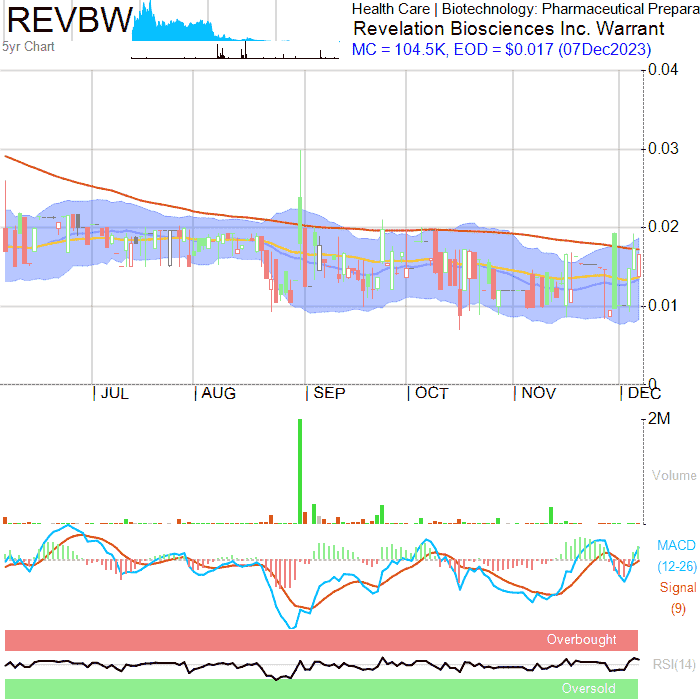 REVBW
5yr Chart
Health Care | Biotechnology: Pharmaceutical Prepara
Revelation Biosciences Inc. Warrant
MC = 104.5K, EOD = $0.017 (07Dec2023)
0.04
0.03
0.02
0.01
0
JUL AUG SEP OCT NOV DEC
2M
Volume
MACD
(12-26)
Signal
(9)
Overbought
RSI(14)
Oversold